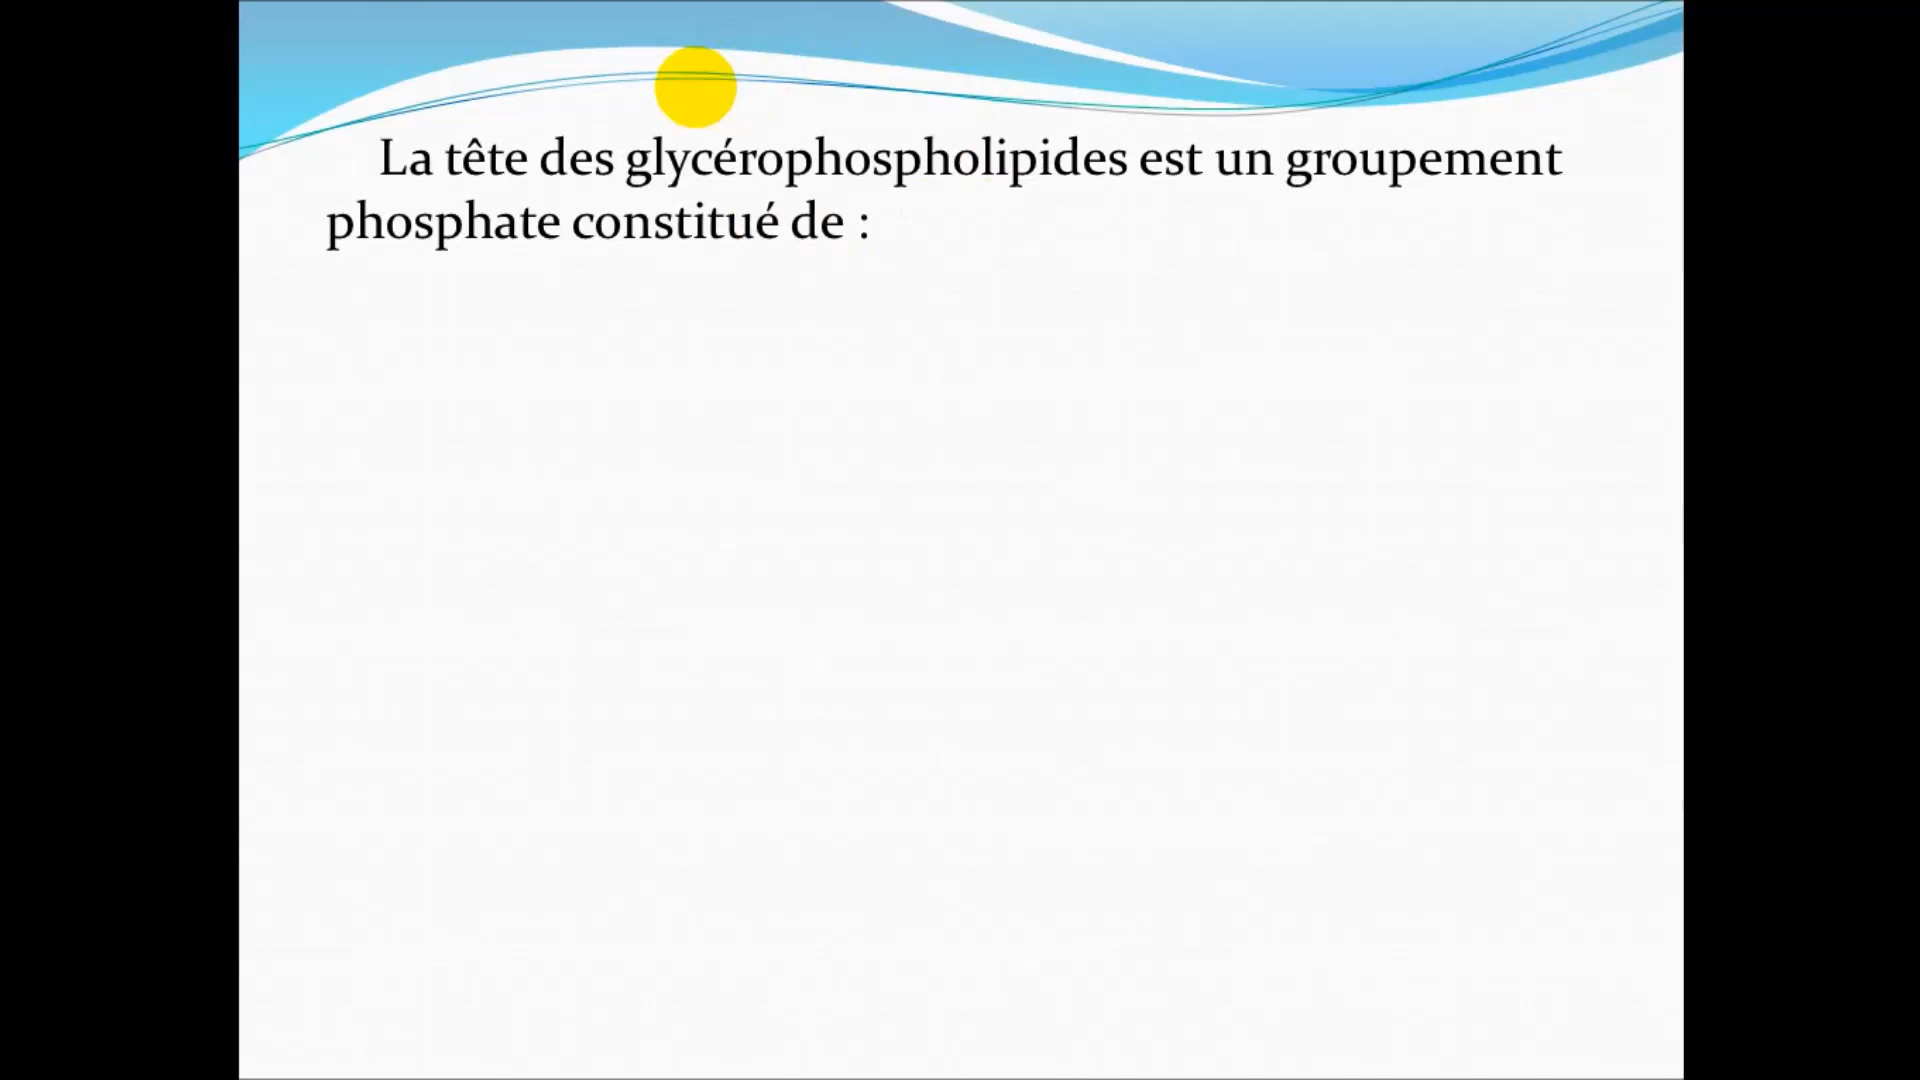 La tête des glycérophospholipides est un groupement
phosphate constitué de :